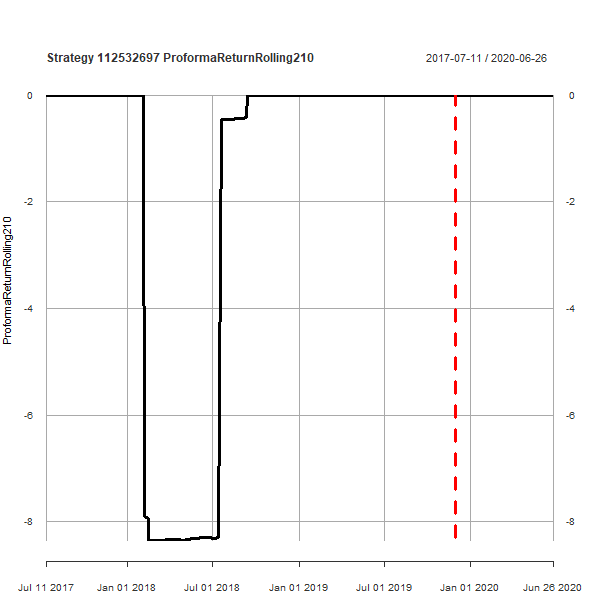 Strategy 112532697 ProformaReturnRolling210
2017-07-11 / 2020-06-26
ProformaReturnRolling210
0 0
-2 -2
-4 -4
-6 -6
-8 -8
Jul 11 2017 Jan 01 2018 Jul 01 2018 Jan 01 2019 Jul 01 2019 Jan 01 2020 Jun 26 2020